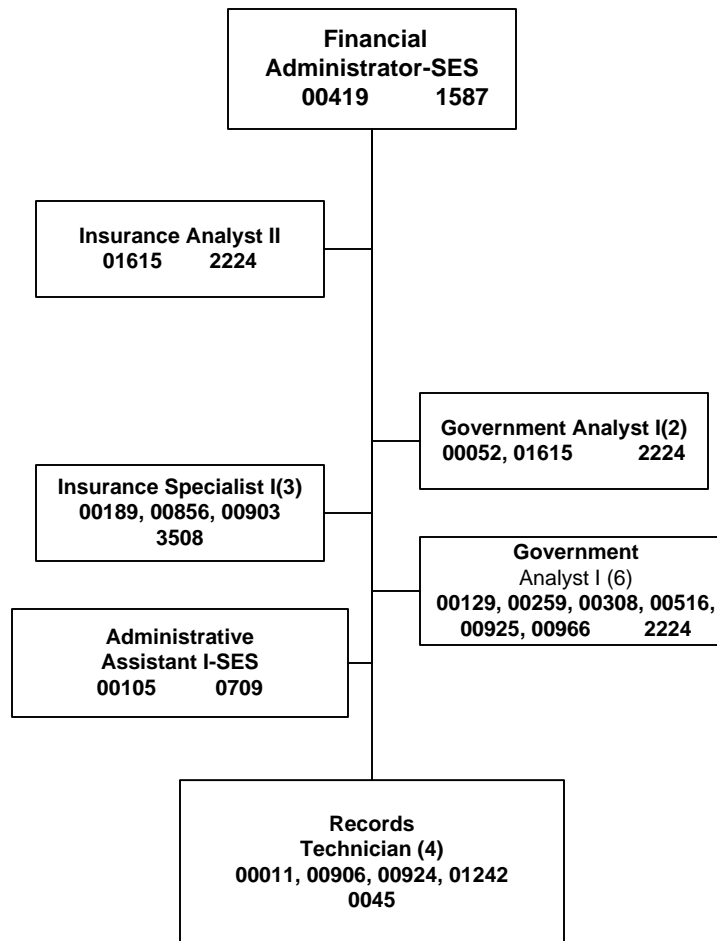 Financial
Administrator-SES
00419 1587
Insurance Analyst II
01615 2224
Government Analyst I(2)
00052, 01615 2224
Insurance Specialist I(3)
00189, 00856, 00903
3508
Government
Analyst I (6)
00129, 00259, 00308, 00516,
00925, 00966 2224
Administrative
Assistant I-SES
00105 0709
Records
Technician (4)
00011, 00906, 00924, 01242
0045